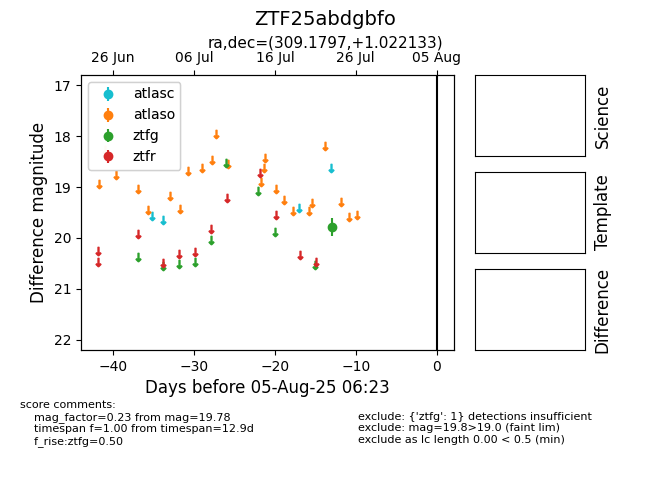 ZTF25abdgbfo
ra,dec=(309.1797,+1.022133)
26 Jun 06 Jul 16 Jul 26 Jul 05 Aug
atlasc
atlaso
ztfg
ztfr
17
18
19
20
21
22
Difference magnitude
−40 −30 −20 −10 0
Days before 05-Aug-25 06:23
Science
Template
Difference
score comments:
mag_factor=0.23 from mag=19.78
timespan f=1.00 from timespan=12.9d
f_rise:ztfg=0.50
exclude: {'ztfg': 1} detections insufficient
exclude: mag=19.8>19.0 (faint lim)
exclude as lc length 0.00 < 0.5 (min)